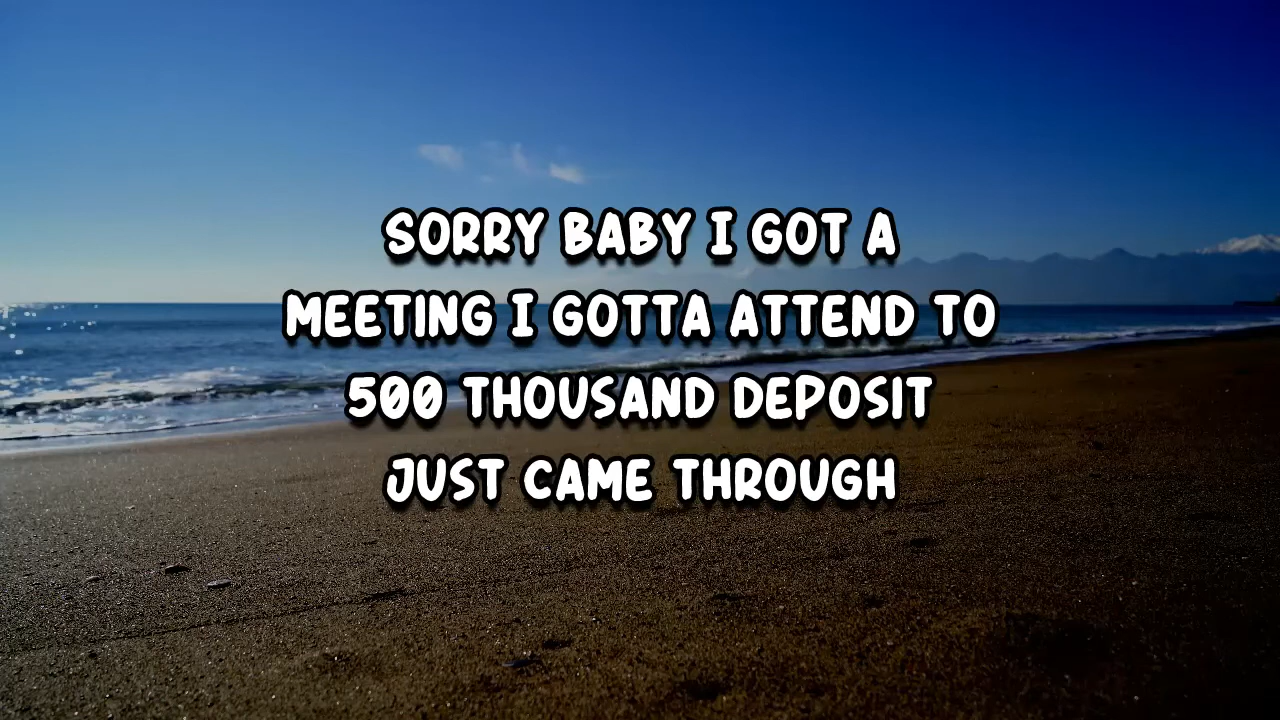 SORRY BABY I GOT A
MEETING I GOTTA ATTEND TO
500 THOUSAND DEPOSIT
JUST CAME THROUGH